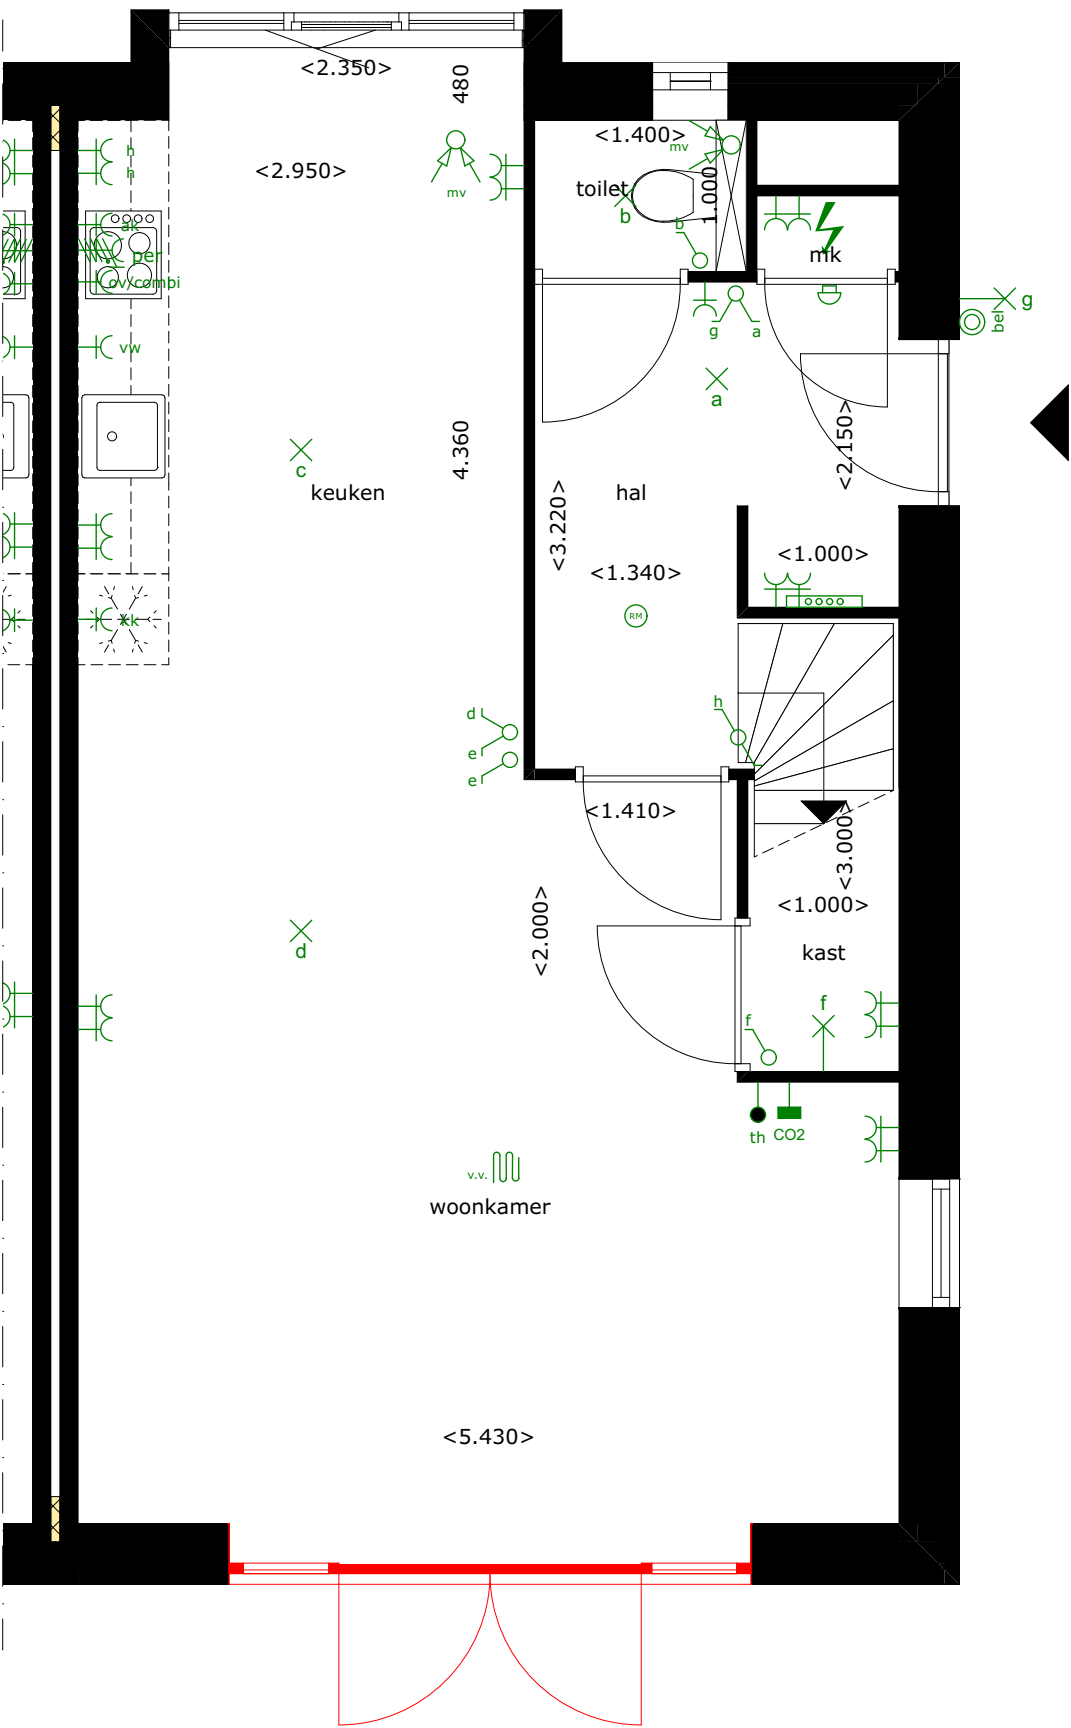 <2.350>
480
<1.400>
h
mv
h
<2.950>
1.000
toilet
mv
b
ak
b
per
mk
ov/combi
g
bel
g
a
vw
a
<2.150>
4.360
c
keuken
hal
<3.220>
<1.000>
<1.340>
RM
kk
h
d
e
e
<1.410>
<3.000>
<1.000>
<2.000>
d
kast
f
f
th
CO2
v.v.
woonkamer
<5.430>